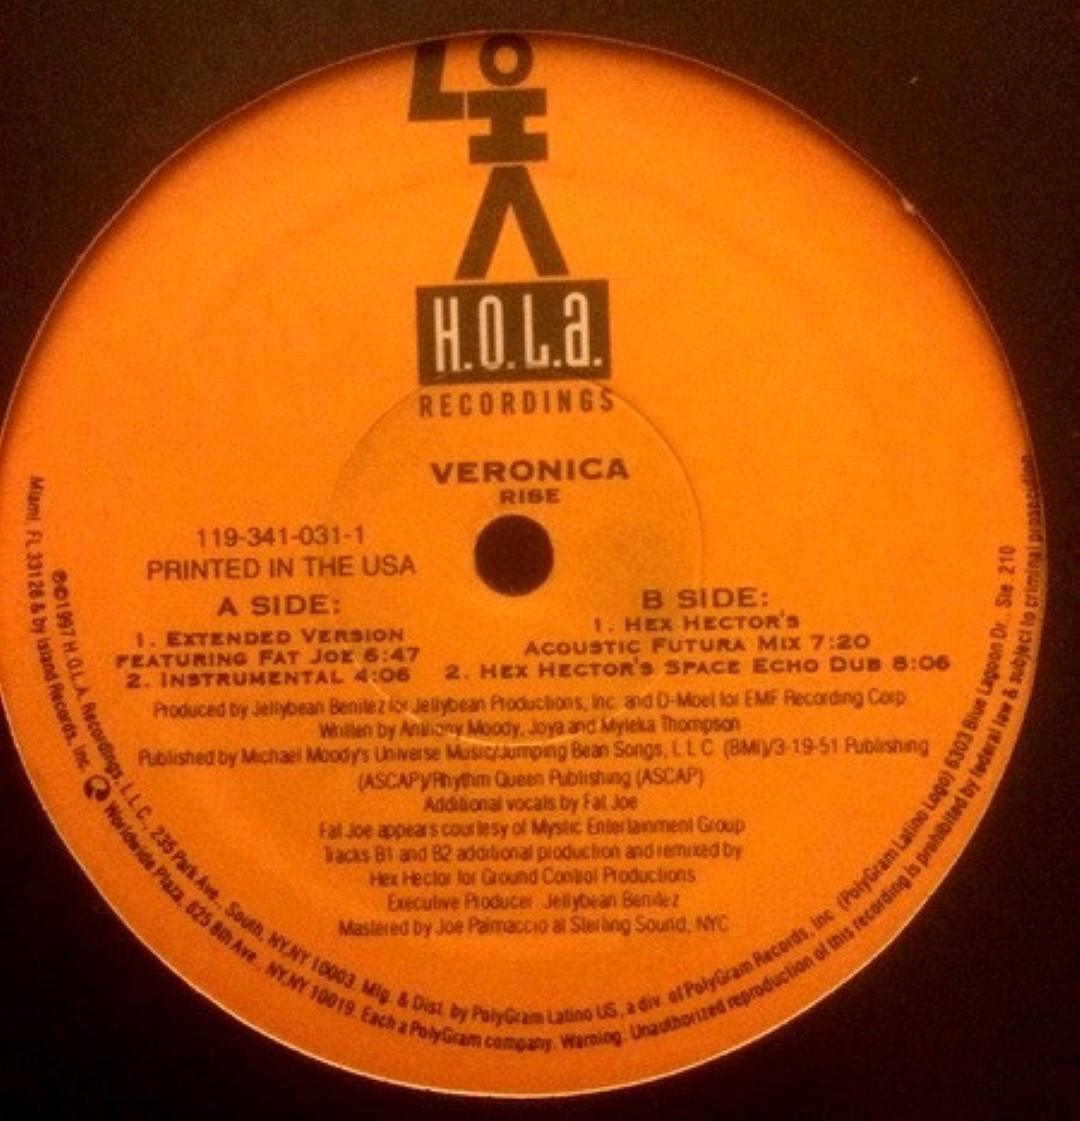 LO
H
H.O.L.a.
RECORDINGS
VERONICA
RISE
119-341-031-1
PRINTED IN THE USA
A SIDE:
1. EXTENDED VERSION
FEATURING FAT JOE 6:47
2. INSTRUMENTAL 4:06
B SIDE:
1. HEX HECTOR'S
ACOUSTIC FUTURA MIX 7:20
2. HEX HECTOR'S SPACE ECHO DUB 8:06
Produced by Jellybean Benitez for Jellybean Productions, Inc. and D-Moet for EMF Recording Corp
Written by Anthony Moody, Joya and Myleka Thompson
Published by Michael Moody's Universe Music/Jumping Bean Songs, L.L.C. (BMI)/3-19-51 Publishing
(ASCAP)/Rhythm Queen Publishing (ASCAP)
Additional vocals by Fat Joe
Fat Joe appears courtesy of Mystic Entertainment Group
Tracks B1 and B2 additional production and remixed by
Hex Hector for Ground Control Productions
Executive Producer Jellybean Benitez
Mastered by Joe Palmaccio at Sterling Sound, NYC
℗©1997 H.O.L.A. Recordings, L.L.C., 235 Park Ave., South, NY, NY 10003. Mfg. & Dist. by PolyGram Latino US, a div. of PolyGram Records, Inc. (PolyGram Latino Logo) 6303 Blue Lagoon Dr., Ste. 210
Miami, FL 33126 & by Island Records, Inc. Worldwide Plaza, 825 8th Ave., NY, NY 10019. Each a PolyGram company. Warning: Unauthorized reproduction of this recording is prohibited by federal law & subject to criminal prosecution